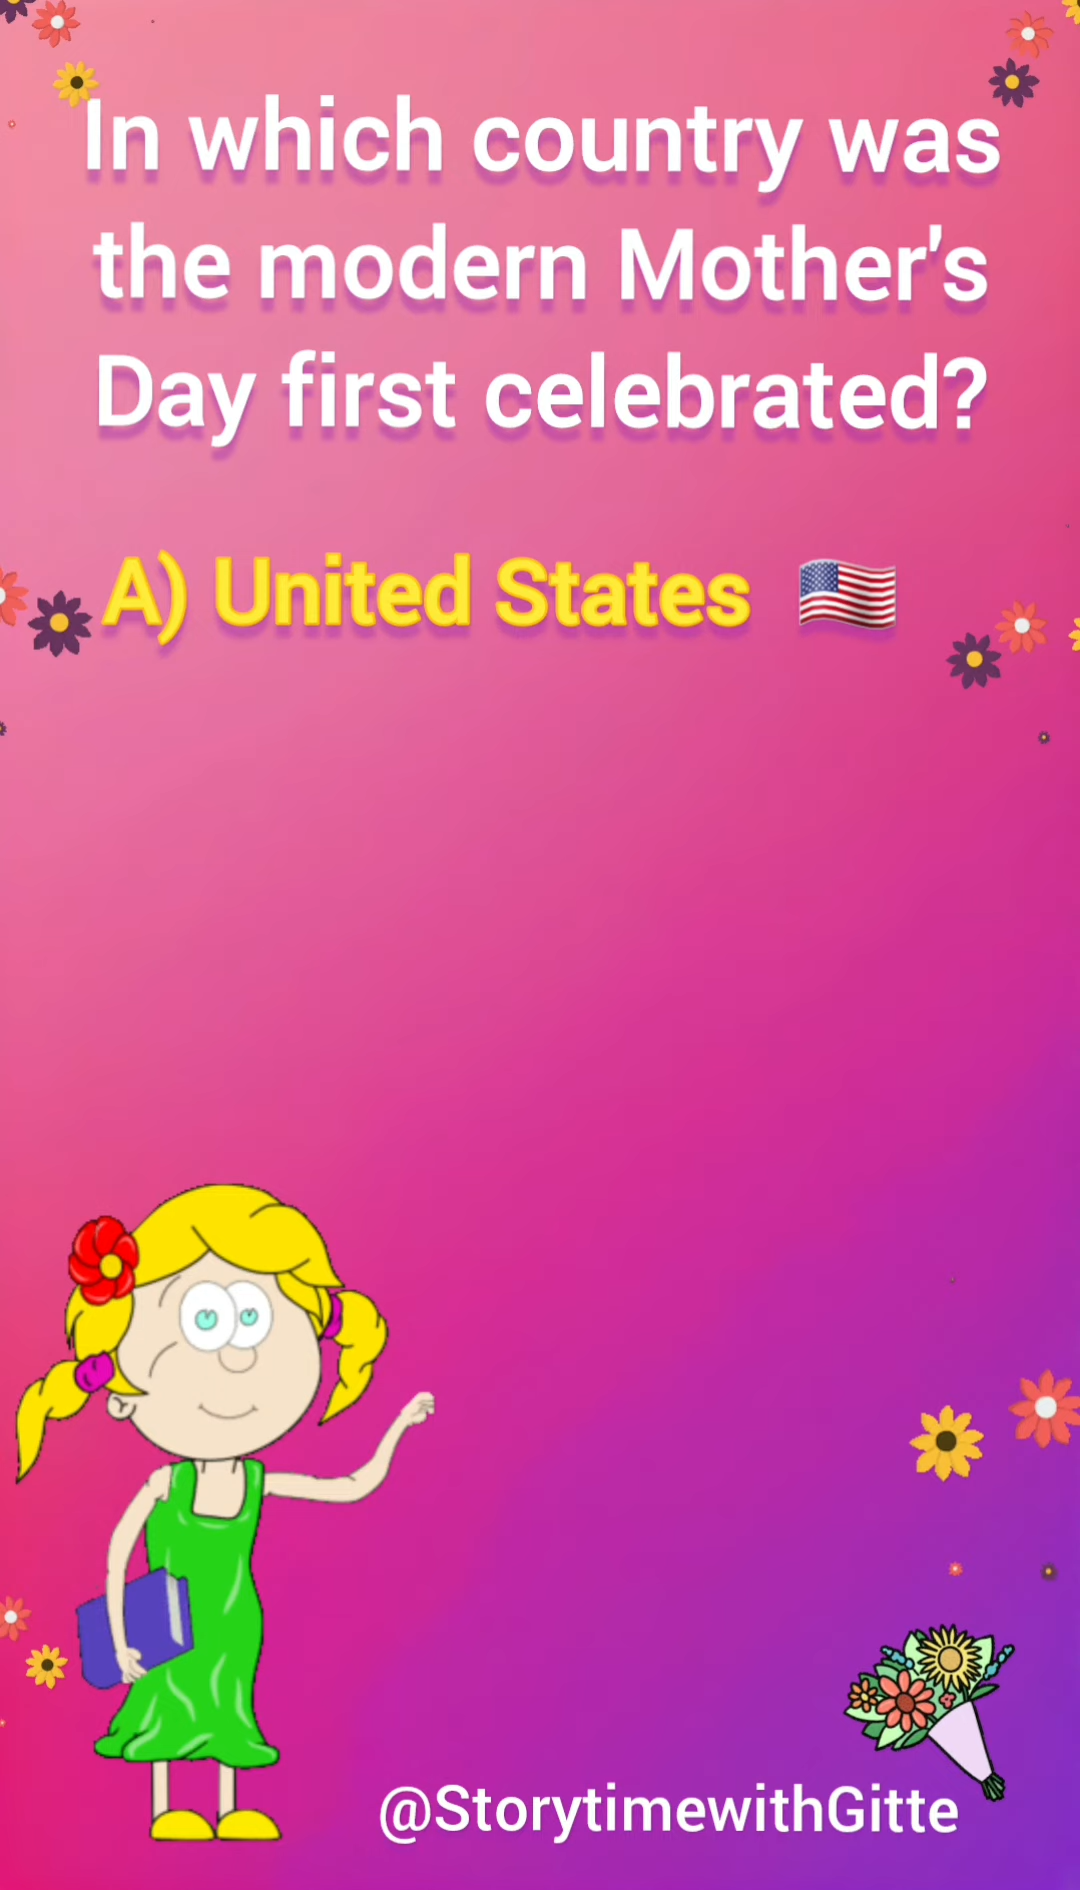 In which country was
the modern Mother's
Day first celebrated?
A) United States
@StorytimewithGitte